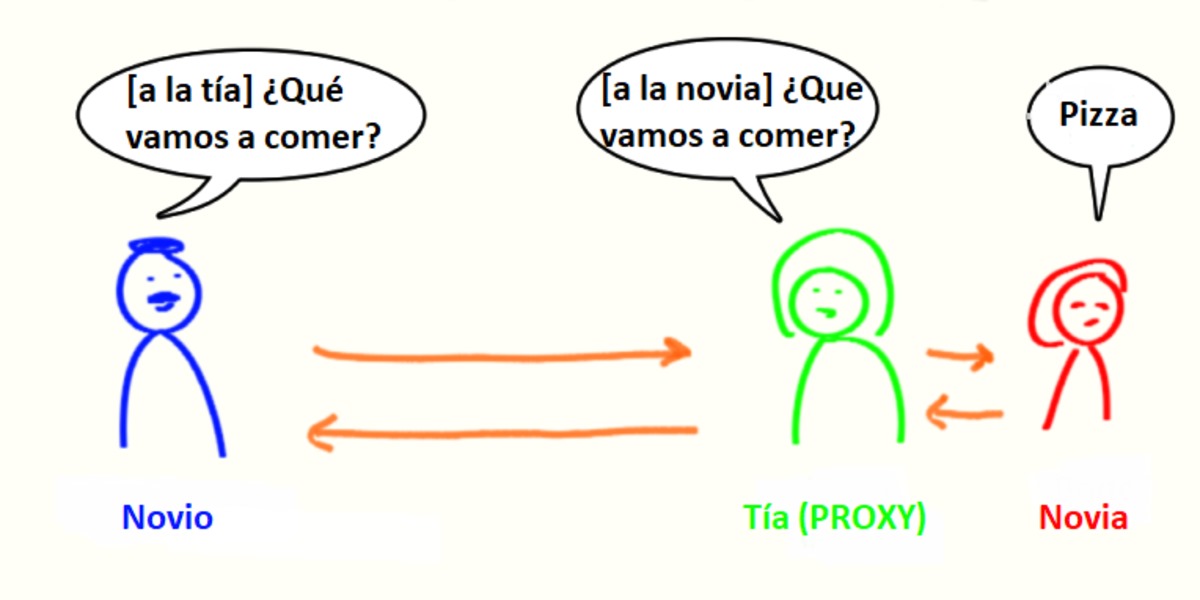 [a la tía] ¿Qué
vamos a comer?
[a la novia] ¿Que
vamos a comer?
Pizza
Novio
Tía (PROXY)
Novia